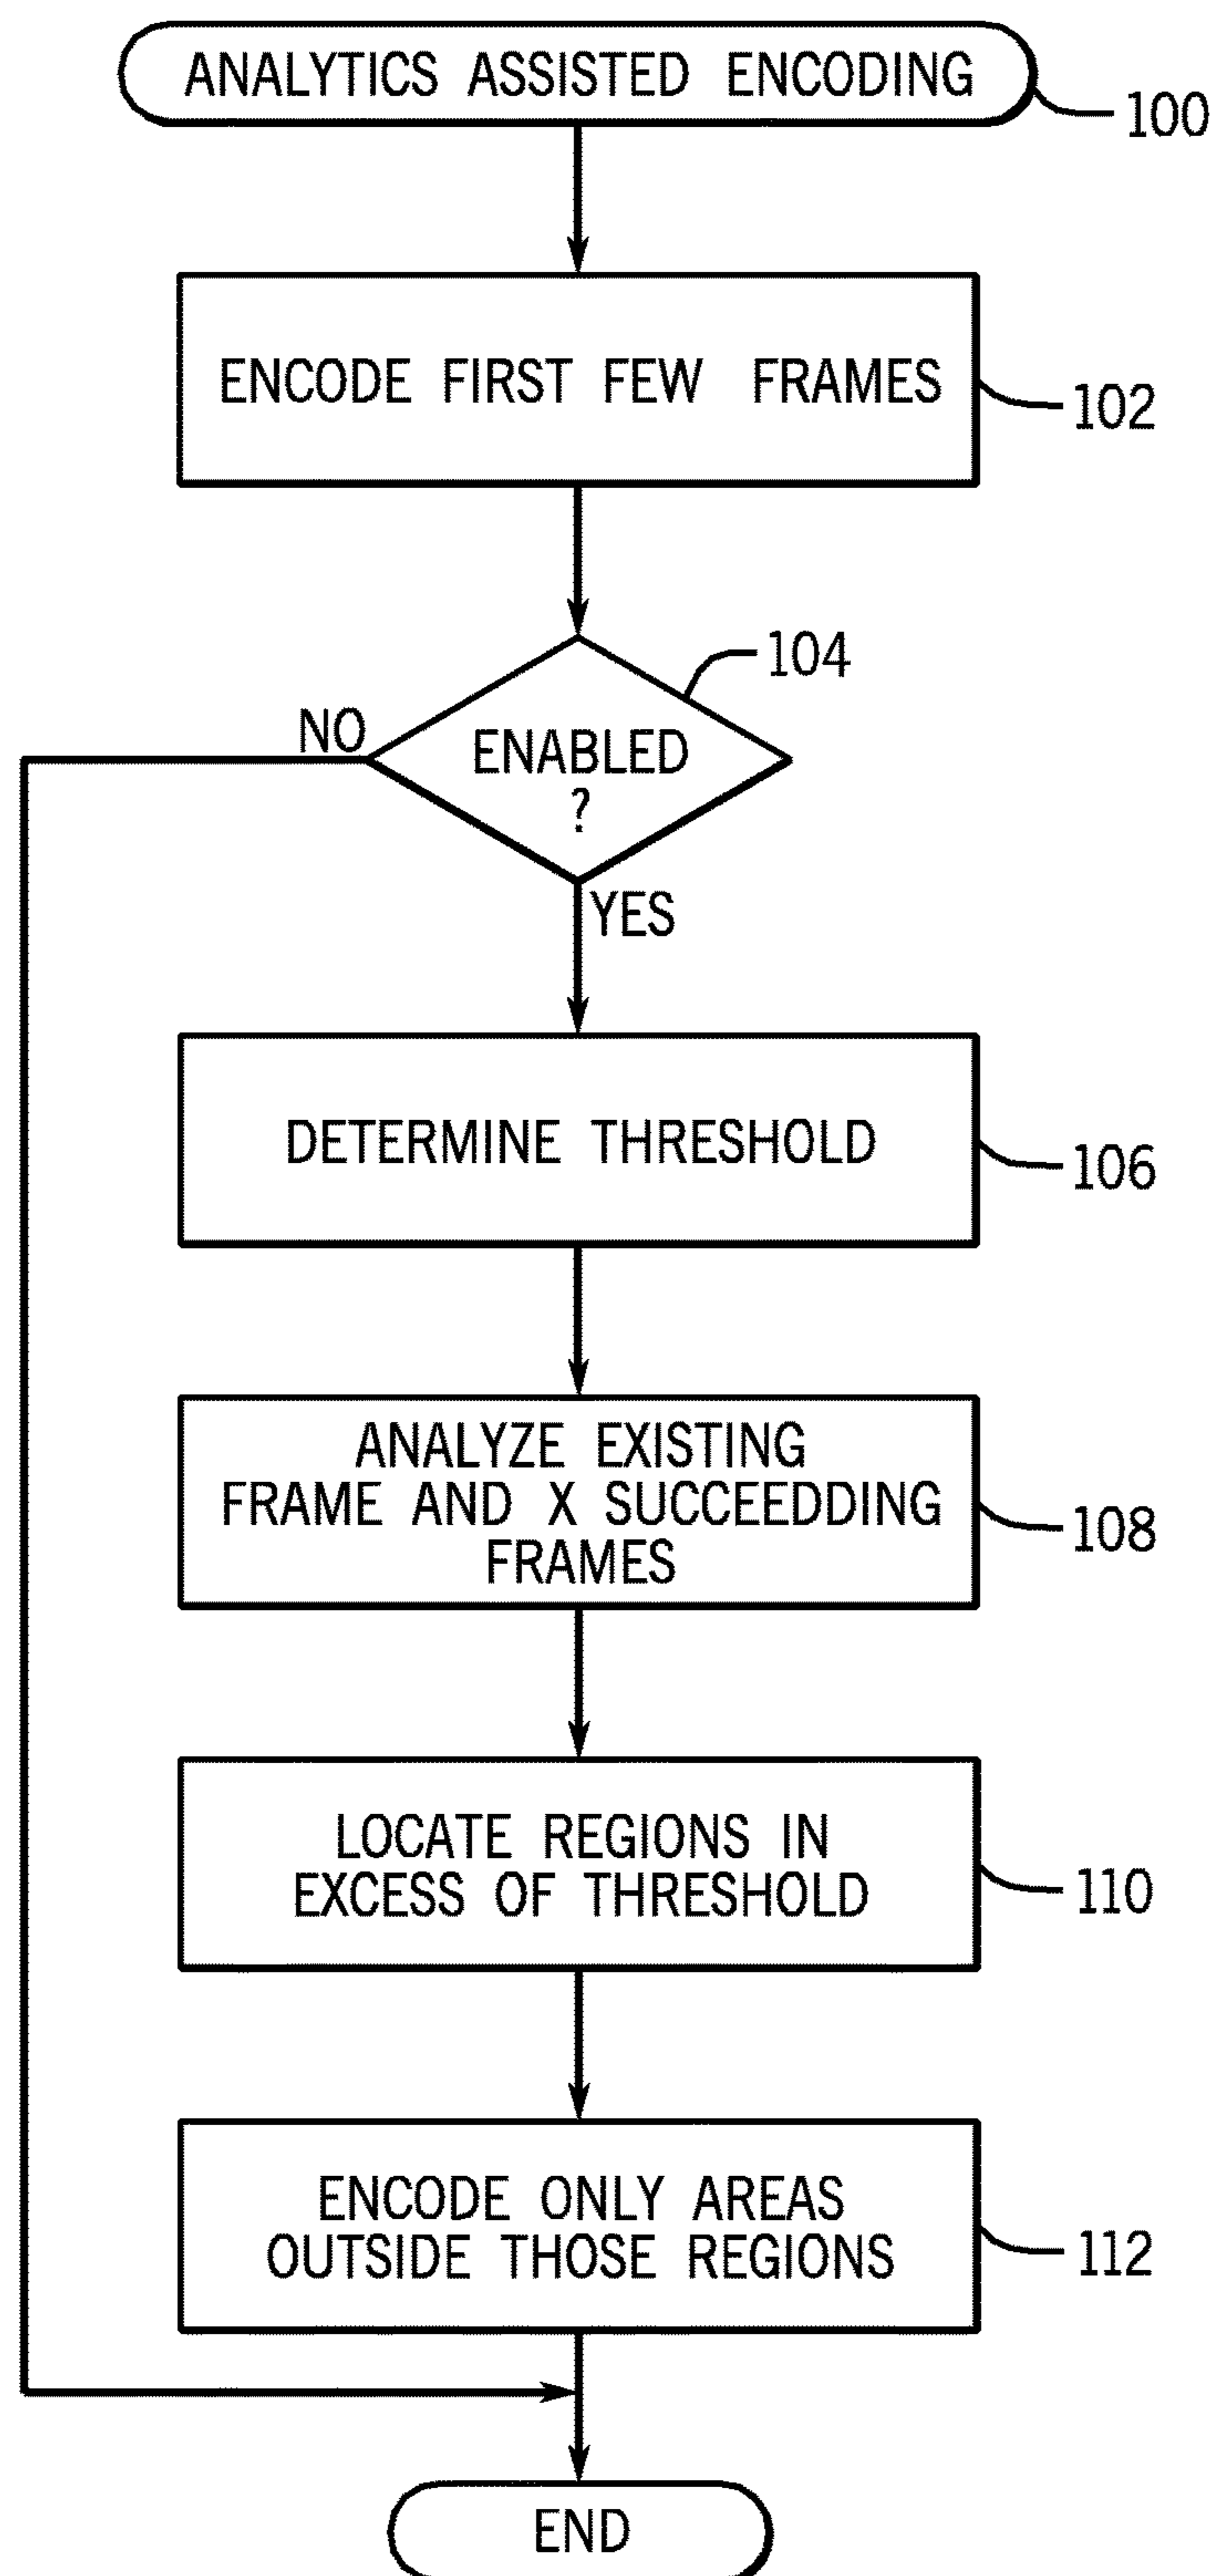 ANALYTICS ASSISTED ENCODING
100
ENCODE FIRST FEW FRAMES
102
104
NO
ENABLED
?
YES
DETERMINE THRESHOLD
106
ANALYZE EXISTING
FRAME AND X SUCCEEDDING
FRAMES
108
LOCATE REGIONS IN
EXCESS OF THRESHOLD
110
ENCODE ONLY AREAS
OUTSIDE THOSE REGIONS
112
END